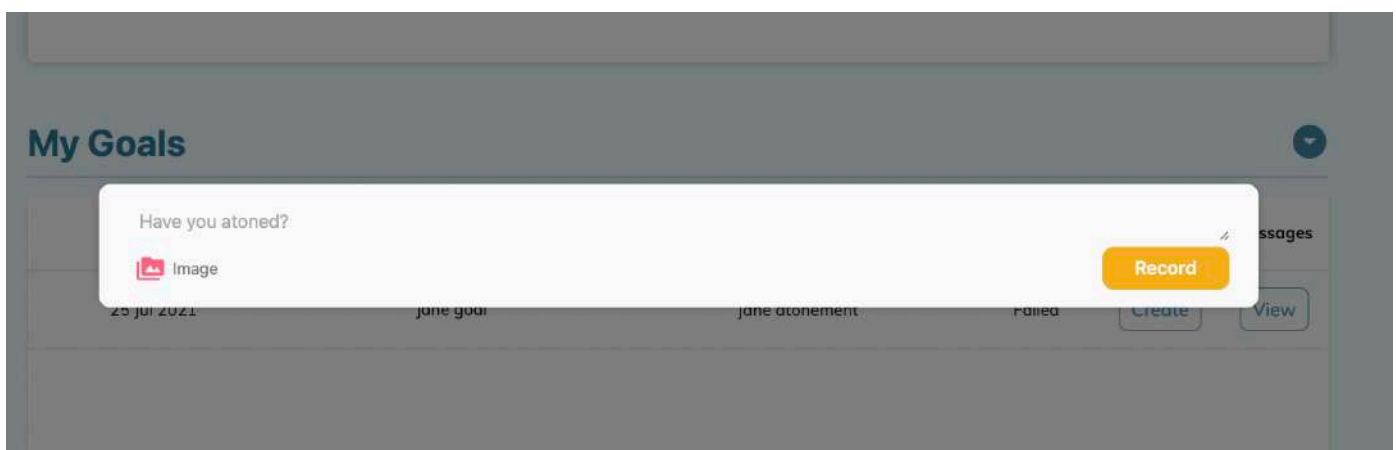 My Goals
Have you atoned?
ssages
Image
Record
25 jul 2021 jane goal jane atonement Failed Create View